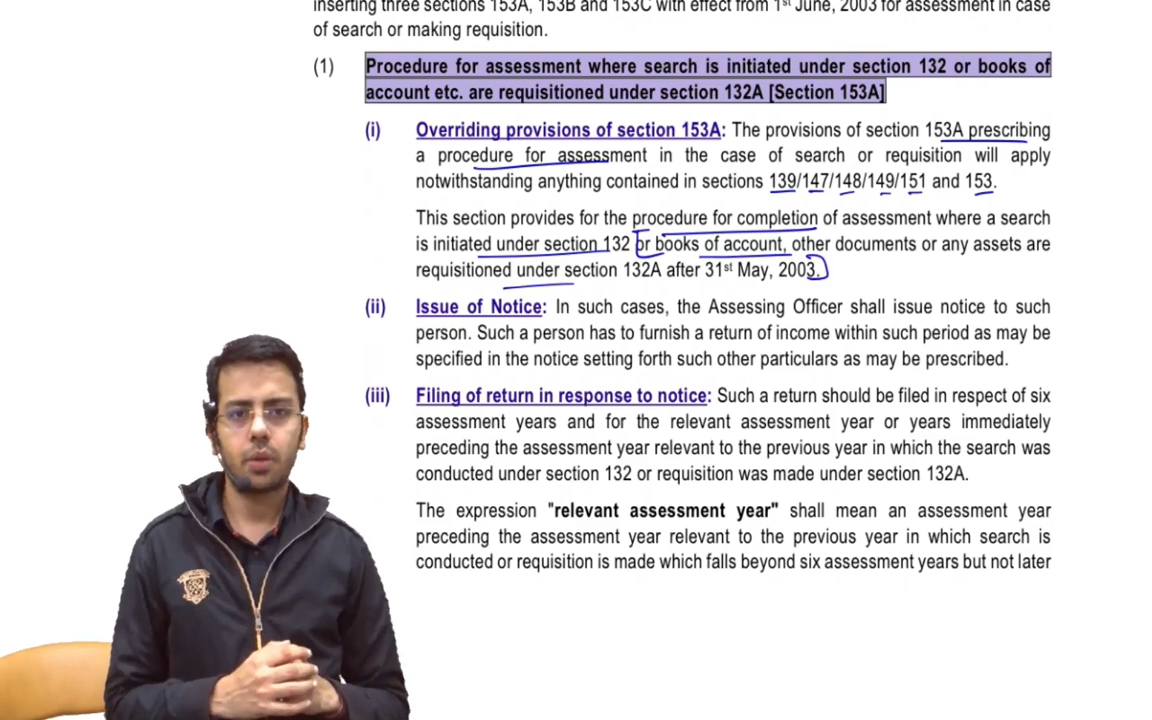 inserting three sections 153A, 153B and 153C with effect from 1st June, 2003 for assessment in case
of search or making requisition.
(1) Procedure for assessment where search is initiated under section 132 or books of
account etc. are requisitioned under section 132A [Section 153A]
(i) Overriding provisions of section 153A: The provisions of section 153A prescribing
a procedure for assessment in the case of search or requisition will apply
notwithstanding anything contained in sections 139/147/148/149/151 and 153.
This section provides for the procedure for completion of assessment where a search
is initiated under section 132 or books of account, other documents or any assets are
requisitioned under section 132A after 31st May, 2003.
(ii) Issue of Notice: In such cases, the Assessing Officer shall issue notice to such
person. Such a person has to furnish a return of income within such period as may be
specified in the notice setting forth such other particulars as may be prescribed.
(iii) Filing of return in response to notice: Such a return should be filed in respect of six
assessment years and for the relevant assessment year or years immediately
preceding the assessment year relevant to the previous year in which the search was
conducted under section 132 or requisition was made under section 132A.
The expression "relevant assessment year" shall mean an assessment year
preceding the assessment year relevant to the previous year in which search is
conducted or requisition is made which falls beyond six assessment years but not later